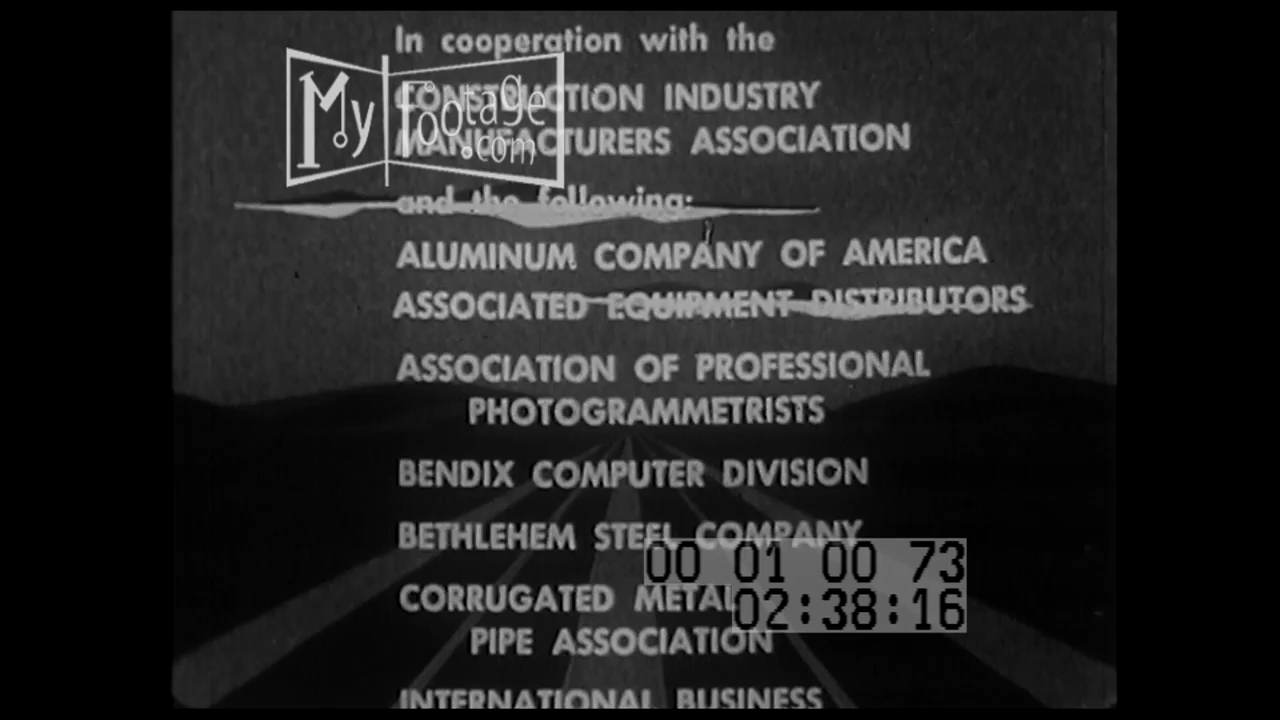 In cooperation with the
CONSTRUCTION INDUSTRY
MANUFACTURERS ASSOCIATION
My Footage
.com
and the following:
ALUMINUM COMPANY OF AMERICA
ASSOCIATED EQUIPMENT DISTRIBUTORS
ASSOCIATION OF PROFESSIONAL
PHOTOGRAMMETRISTS
BENDIX COMPUTER DIVISION
BETHLEHEM STEEL COMPANY
00 01 00 73
CORRUGATED METAL
02:38:16
PIPE ASSOCIATION
INTERNATIONAL BUSINESS